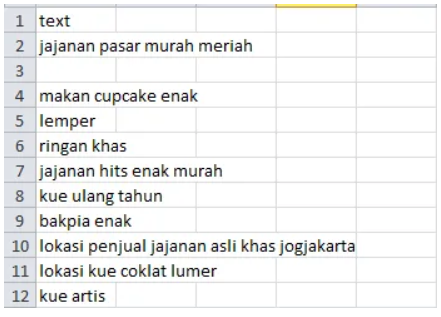 1 text
2 jajanan pasar murah meriah
3
4 makan cupcake enak
5 lemper
6 ringan khas
7 jajanan hits enak murah
8 kue ulang tahun
9 bakpia enak
10 lokasi penjual jajanan asli khas jogjakarta
11 lokasi kue coklat lumer
12 kue artis